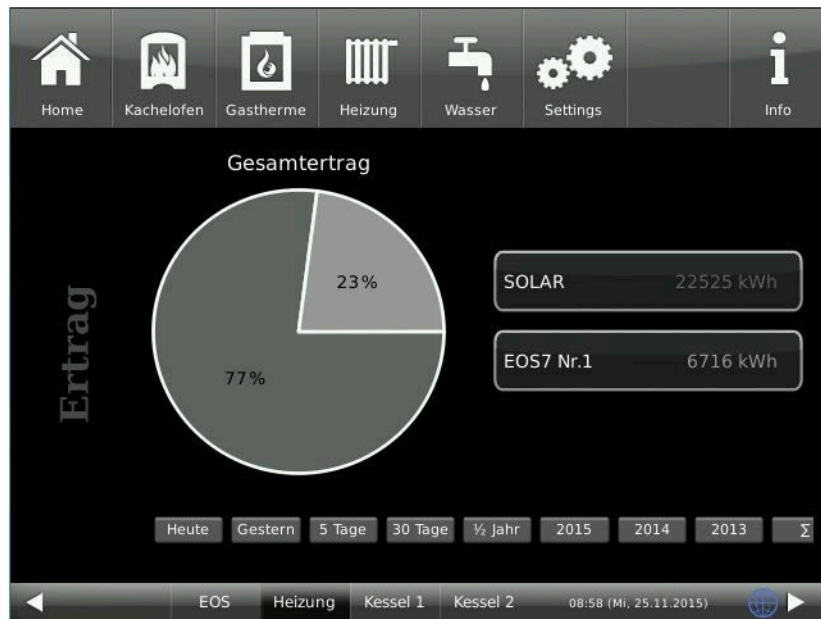 Home Kachelofen Gastherme Heizung Wasser Settings Info
Gesamtertrag
Ertrag
23%
77%
SOLAR 22525 kWh
EOS7 Nr.1 6716 kWh
Heute Gestern 5 Tage 30 Tage ½ Jahr 2015 2014 2013 Σ
EOS Heizung Kessel 1 Kessel 2 08:58 (Mi, 25.11.2015)